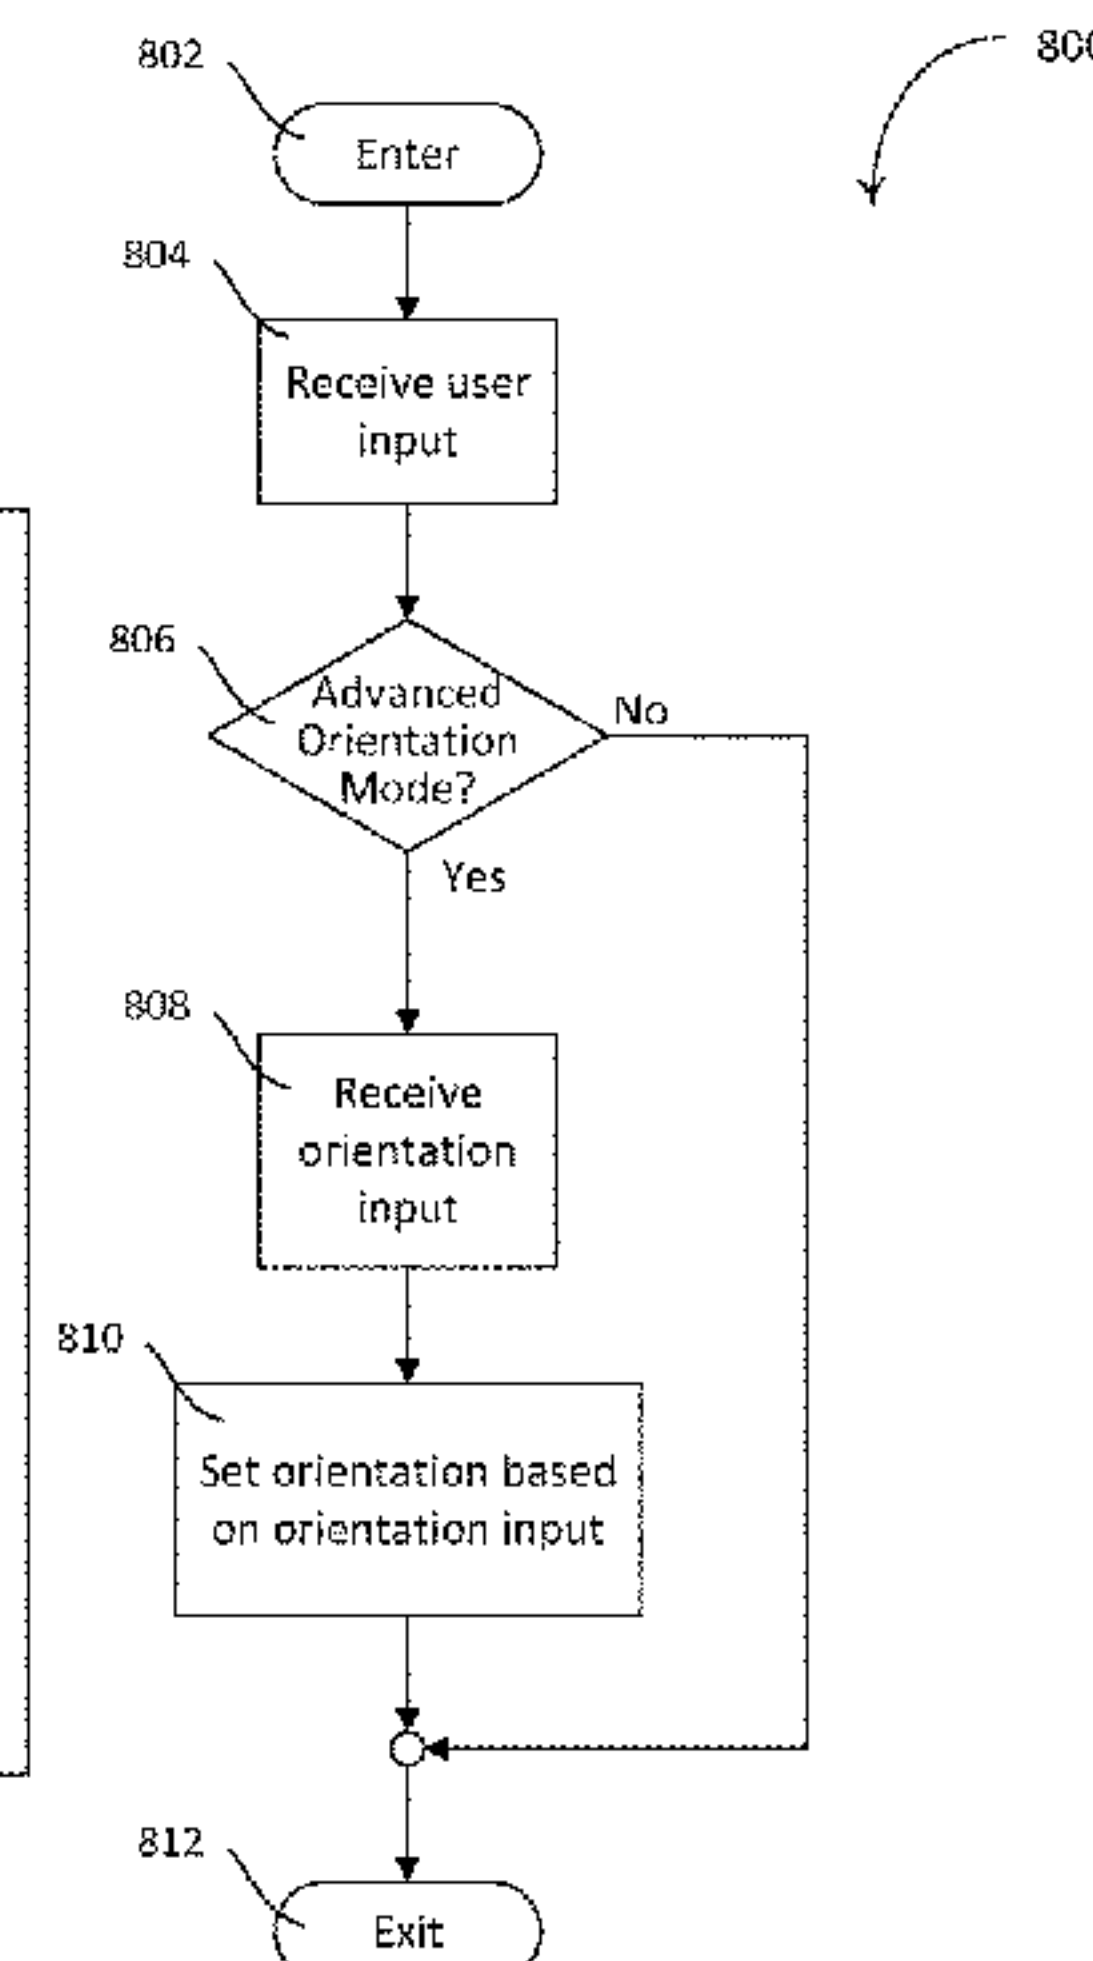 802
800
Enter
804
Receive user
input
806
Advanced
Orientation
Mode?
No
Yes
808
Receive
orientation
input
810
Set orientation based
on orientation input
812
Exit